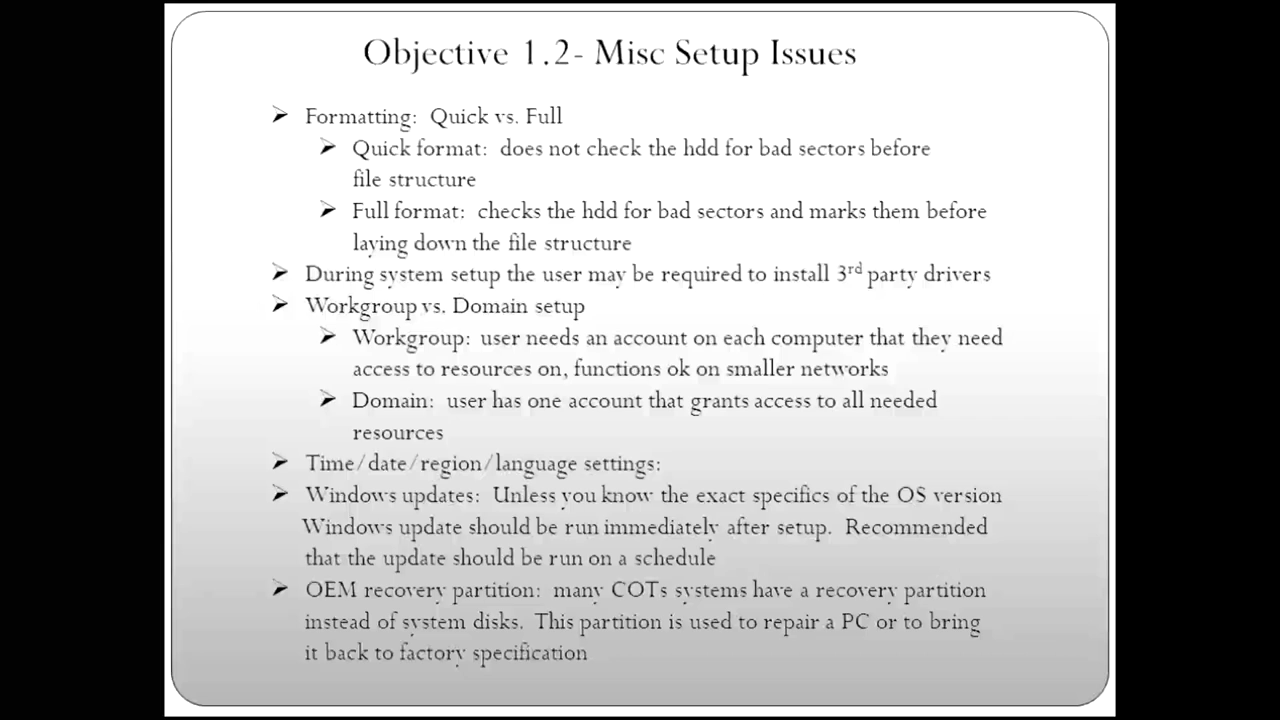 Objective 1.2- Misc Setup Issues
Formatting: Quick vs. Full
Quick format: does not check the hdd for bad sectors before
file structure
Full format: checks the hdd for bad sectors and marks them before
laying down the file structure
During system setup the user may be required to install 3rd party drivers
Workgroup vs. Domain setup
Workgroup: user needs an account on each computer that they need
access to resources on, functions ok on smaller networks
Domain: user has one account that grants access to all needed
resources
Time/date/region/language settings:
Windows updates: Unless you know the exact specifics of the OS version
Windows update should be run immediately after setup. Recommended
that the update should be run on a schedule
OEM recovery partition: many COTs systems have a recovery partition
instead of system disks. This partition is used to repair a PC or to bring
it back to factory specification